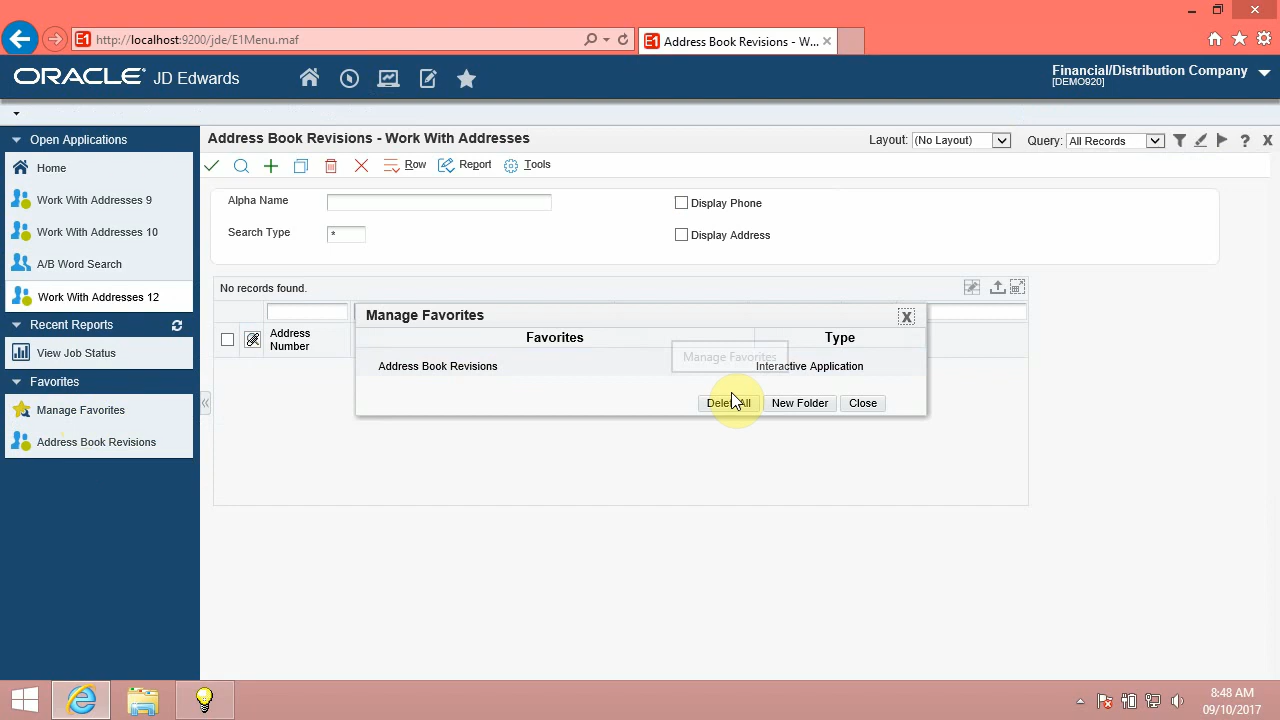 http://localhost:9200/jde/E1Menu.maf
E1 Address Book Revisions - W...
ORACLE JD Edwards
Financial/Distribution Company
[DEMO920]
Open Applications
Home
Work With Addresses 9
Work With Addresses 10
A/B Word Search
Work With Addresses 12
Recent Reports
View Job Status
Favorites
Manage Favorites
Address Book Revisions
Address Book Revisions - Work With Addresses
Layout: (No Layout) Query: All Records
Row Report Tools
Alpha Name
Display Phone
Search Type *
Display Address
No records found.
Address
Number
Manage Favorites
Favorites Type
Manage Favorites
Address Book Revisions Interactive Application
Delete All New Folder Close
8:48 AM
09/10/2017